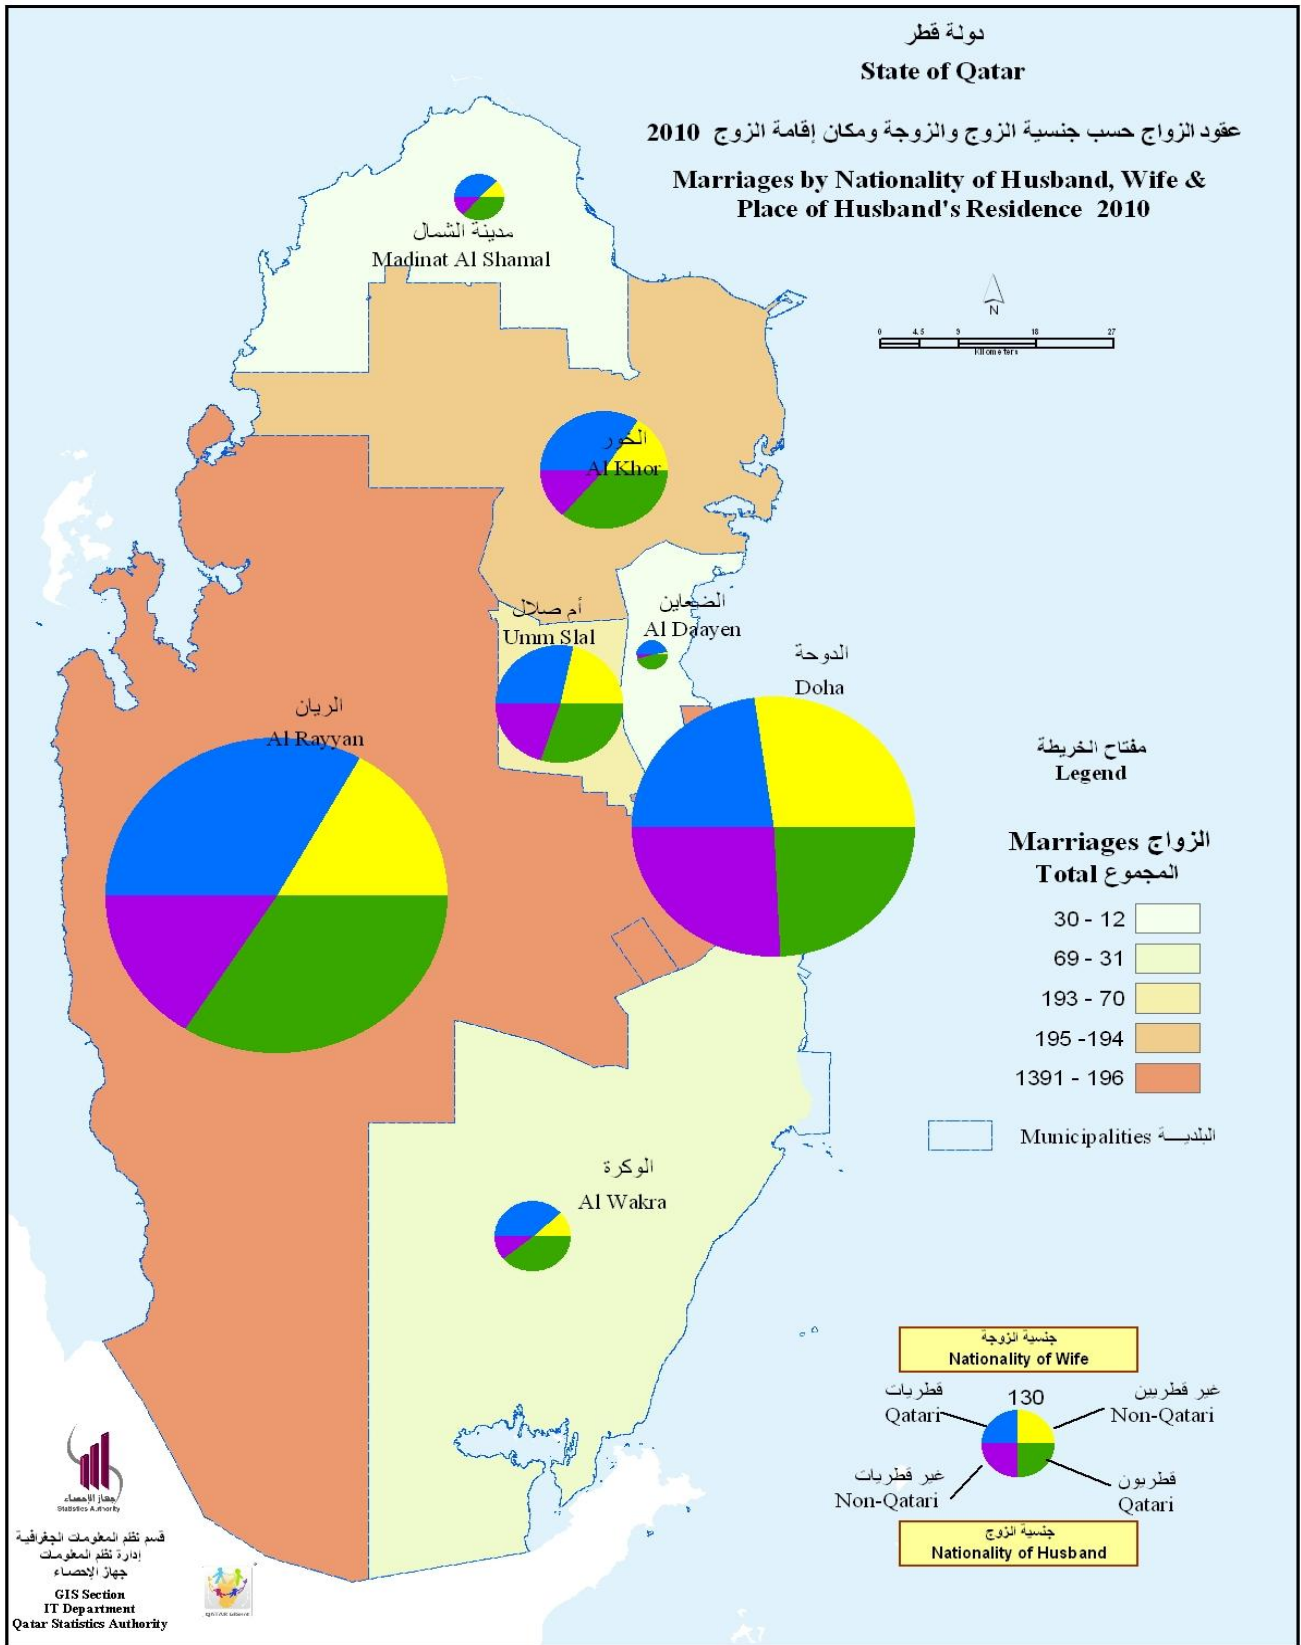 دولة قطر
State of Qatar
عقود الزواج حسب جنسية الزوج والزوجة ومكان إقامة الزوج 2010
Marriages by Nationality of Husband, Wife &
Place of Husband's Residence 2010
N
0 4.5 9 18 27
Kilometers
مدينة الشمال
Madinat Al Shamal
الخور
Al Khor
الضعاين
Al Daayen
أم صلال
Umm Slal
الدوحة
Doha
الريان
Al Rayyan
الوكرة
Al Wakra
مفتاح الخريطة
Legend
Marriages الزواج
Total المجموع
30 - 12
69 - 31
193 - 70
195 -194
1391 - 196
Municipalities البلديـــة
جنسية الزوجة
Nationality of Wife
قطريات
Qatari
130
غير قطريين
Non-Qatari
غير قطريات
Non-Qatari
قطريون
Qatari
جنسية الزوج
Nationality of Husband
جهاز الإحصاء
Statistics Authority
قسم نظم المعلومات الجغرافية
إدارة نظم المعلومات
جهاز الإحصاء
GIS Section
IT Department
Qatar Statistics Authority